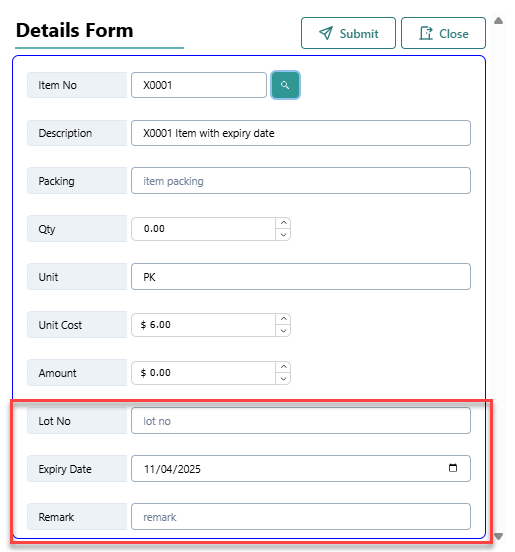 Details Form
Submit
Close
Item No
X0001
Description
X0001 Item with expiry date
Packing
item packing
Qty
0.00
Unit
PK
Unit Cost
$ 6.00
Amount
$ 0.00
Lot No
lot no
Expiry Date
11/04/2025
Remark
remark